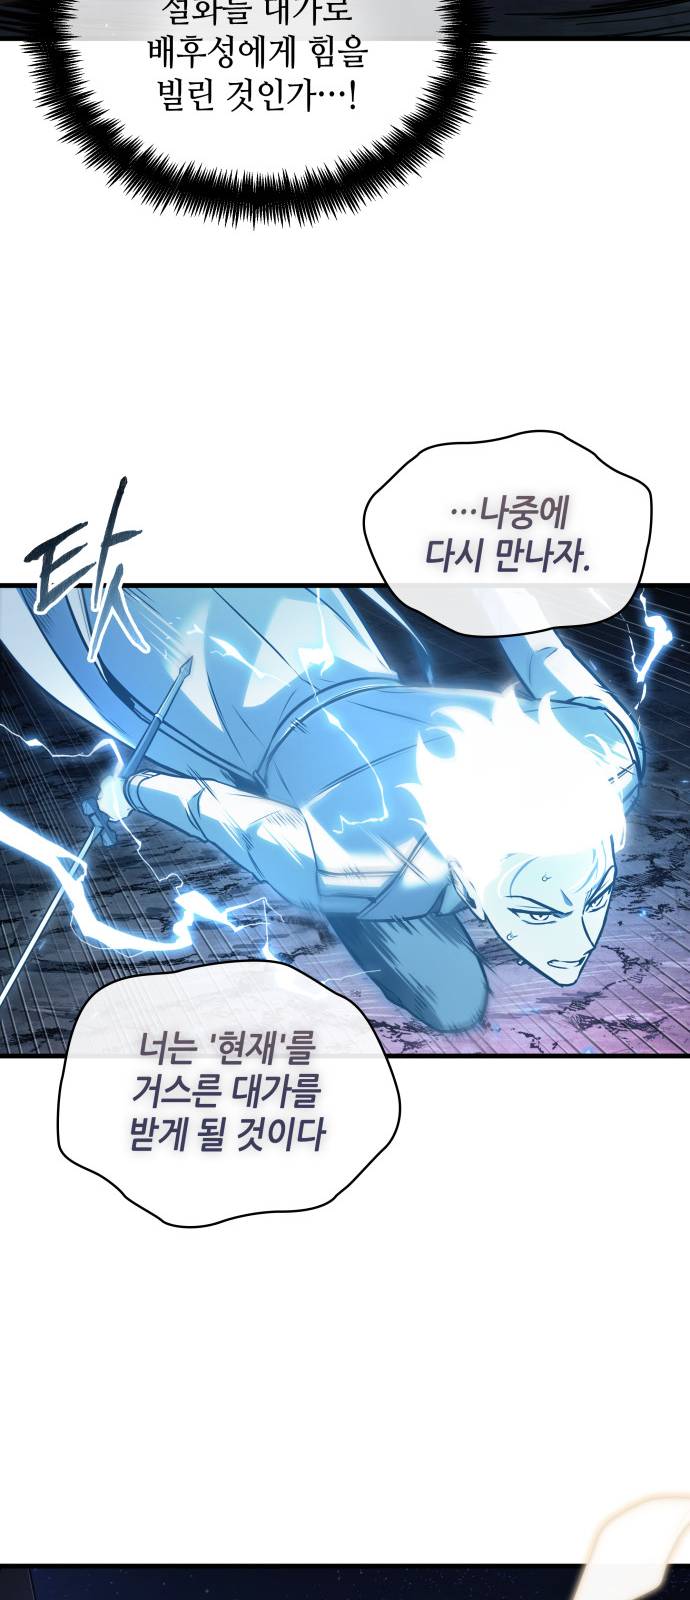 설화를 대가로
배후성에게 힘을
빌린 것인가…!
…나중에
다시 만나자.
탁
너는 '현재'를
거스른 대가를
받게 될 것이다